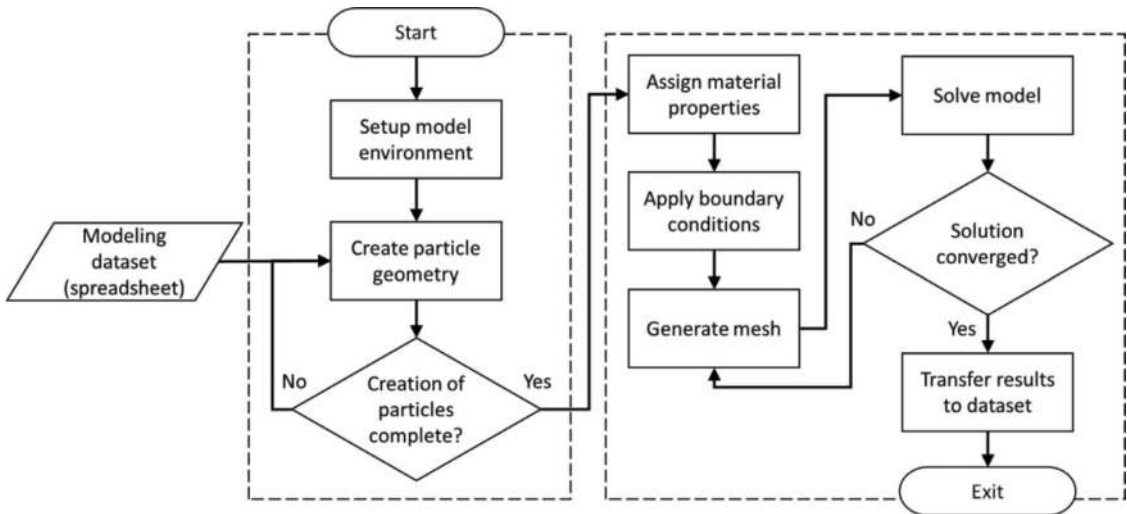 Start
Setup model
environment
Modeling
dataset
(spreadsheet)
Create particle
geometry
No
Creation of
particles
complete?
Yes
Assign material
properties
Apply boundary
conditions
Generate mesh
Solve model
No
Solution
converged?
Yes
Transfer results
to dataset
Exit